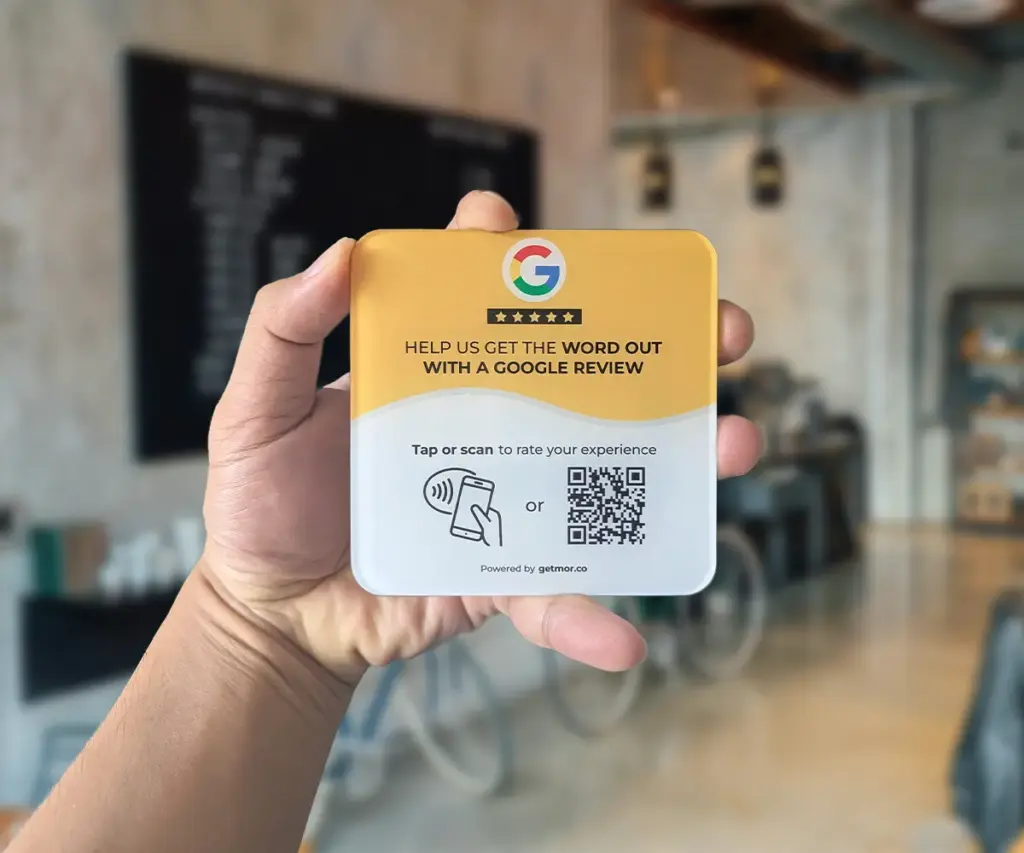 G
HELP US GET THE WORD OUT
WITH A GOOGLE REVIEW
Tap or scan to rate your experience
or
Powered by getmor.co